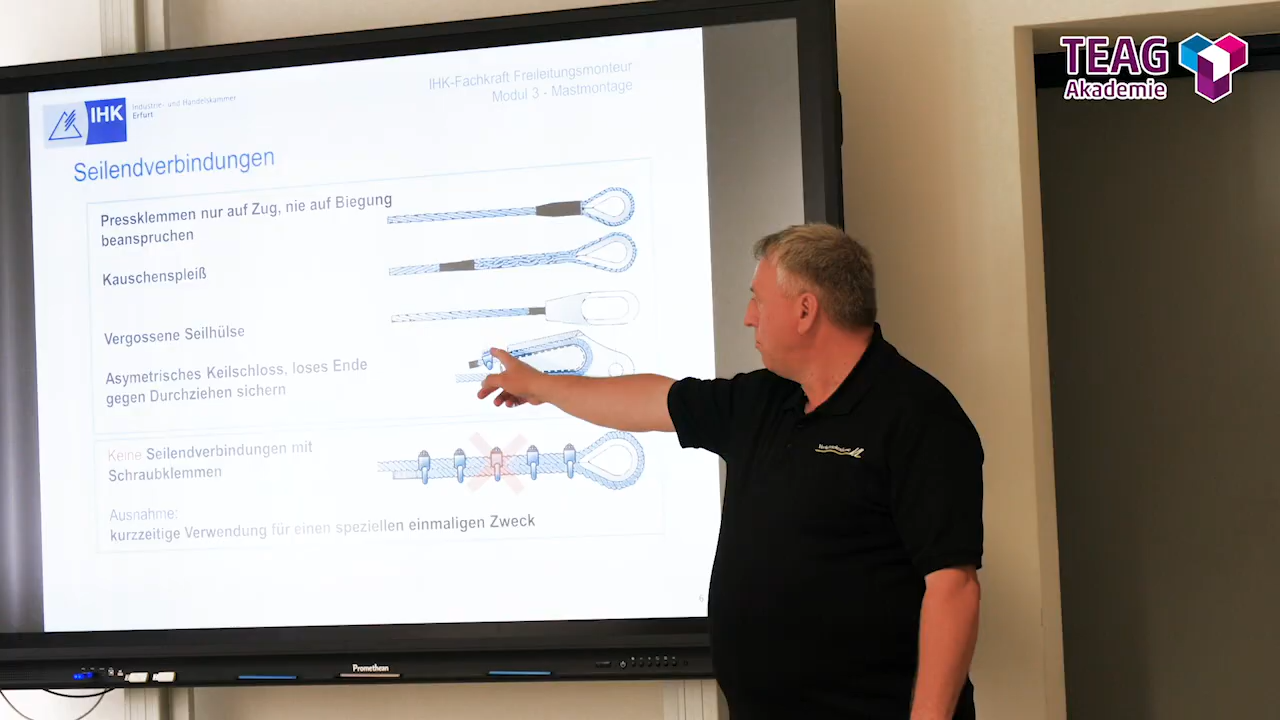 TEAG
Akademie
IHK-Fachkraft Freileitungsmonteur
Modul 3 - Mastmontage
IHK
Industrie- und Handelskammer
Erfurt
Seilendverbindungen
Pressklemmen nur auf Zug, nie auf Biegung
beanspruchen
Kauschenspleiß
Vergossene Seilhülse
Asymetrisches Keilschloss, loses Ende
gegen Durchziehen sichern
Keine Seilendverbindungen mit
Schraubklemmen
Ausnahme:
kurzzeitige Verwendung für einen speziellen einmaligen Zweck
6
Promethean